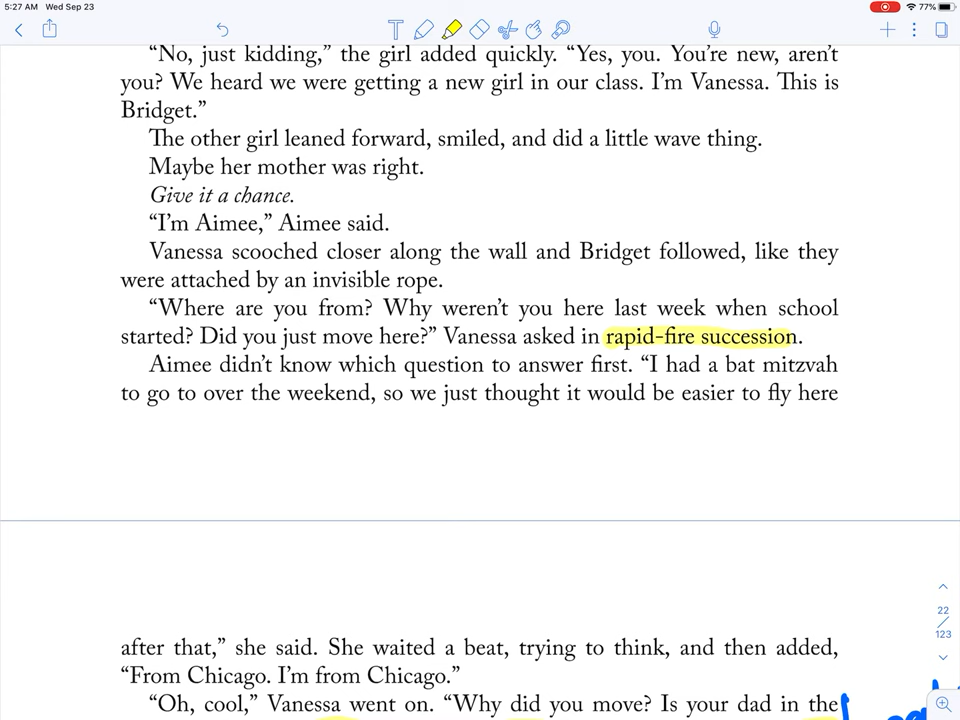 5:27 AM Wed Sep 23
77%
“No, just kidding,” the girl added quickly. “Yes, you. You’re new, aren’t
you? We heard we were getting a new girl in our class. I’m Vanessa. This is
Bridget.”
The other girl leaned forward, smiled, and did a little wave thing.
Maybe her mother was right.
Give it a chance.
“I’m Aimee,” Aimee said.
Vanessa scooched closer along the wall and Bridget followed, like they
were attached by an invisible rope.
“Where are you from? Why weren’t you here last week when school
started? Did you just move here?” Vanessa asked in rapid-fire succession.
Aimee didn’t know which question to answer first. “I had a bat mitzvah
to go to over the weekend, so we just thought it would be easier to fly here
22
/
123
after that,” she said. She waited a beat, trying to think, and then added,
“From Chicago. I’m from Chicago.”
“Oh, cool,” Vanessa went on. “Why did you move? Is your dad in the